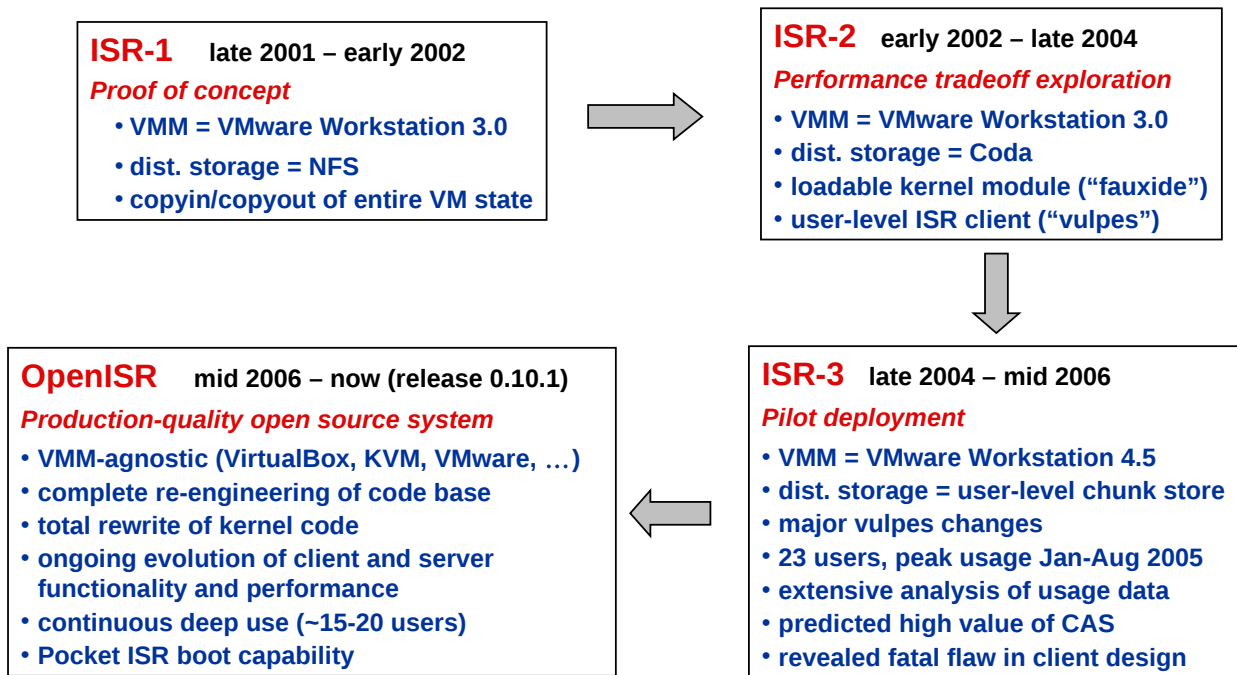 ISR-1 late 2001 – early 2002
Proof of concept
• VMM = VMware Workstation 3.0
• dist. storage = NFS
• copyin/copyout of entire VM state
ISR-2 early 2002 – late 2004
Performance tradeoff exploration
• VMM = VMware Workstation 3.0
• dist. storage = Coda
• loadable kernel module (“fauxide”)
• user-level ISR client (“vulpes”)
ISR-3 late 2004 – mid 2006
Pilot deployment
• VMM = VMware Workstation 4.5
• dist. storage = user-level chunk store
• major vulpes changes
• 23 users, peak usage Jan-Aug 2005
• extensive analysis of usage data
• predicted high value of CAS
• revealed fatal flaw in client design
OpenISR mid 2006 – now (release 0.10.1)
Production-quality open source system
• VMM-agnostic (VirtualBox, KVM, VMware, …)
• complete re-engineering of code base
• total rewrite of kernel code
• ongoing evolution of client and server
functionality and performance
• continuous deep use (~15-20 users)
• Pocket ISR boot capability